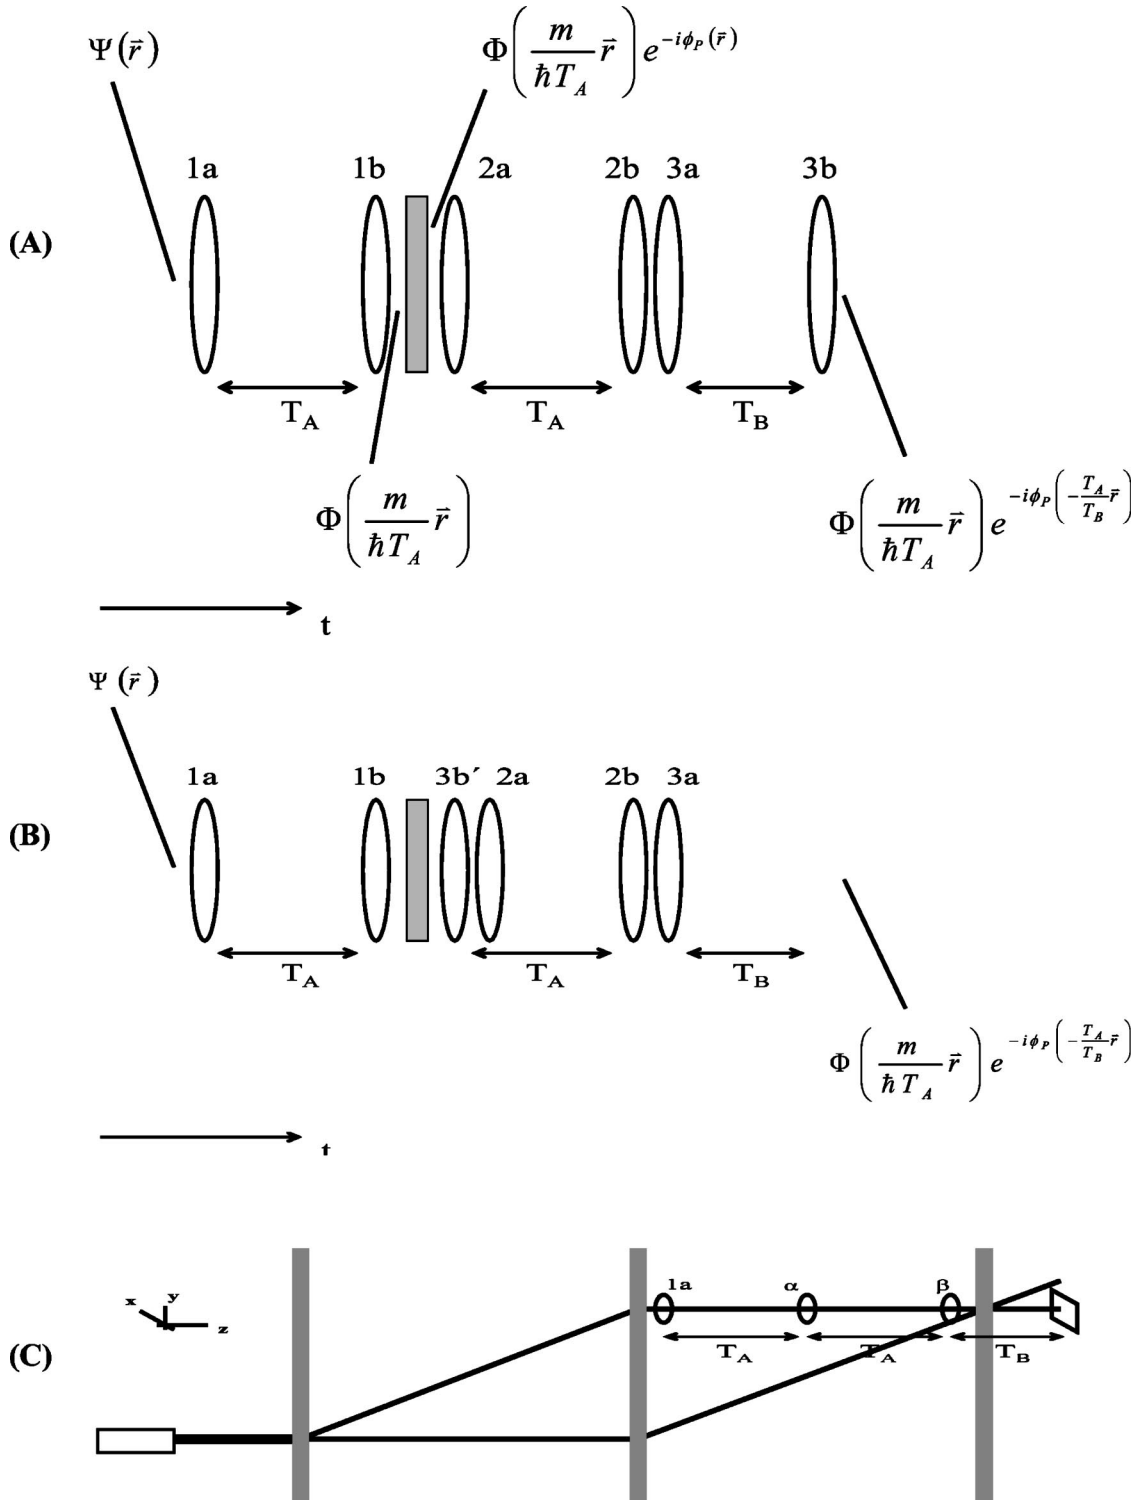 Ψ(r⃗)
Φ(m/ħT_A r⃗) e^{-iϕ_P(r⃗)}
1a 1b 2a 2b 3a 3b
(A)
T_A T_A T_B
Φ(m/ħT_A r⃗)
Φ(m/ħT_A r⃗) e^{-iϕ_P(-T_A/T_B r⃗)}
t
Ψ(r⃗)
1a 1b 3b´ 2a 2b 3a
(B)
T_A T_A T_B
Φ(m/ħT_A r⃗) e^{-iϕ_P(-T_A/T_B r⃗)}
t
1a α β
x y z
T_A T_A T_B
(C)